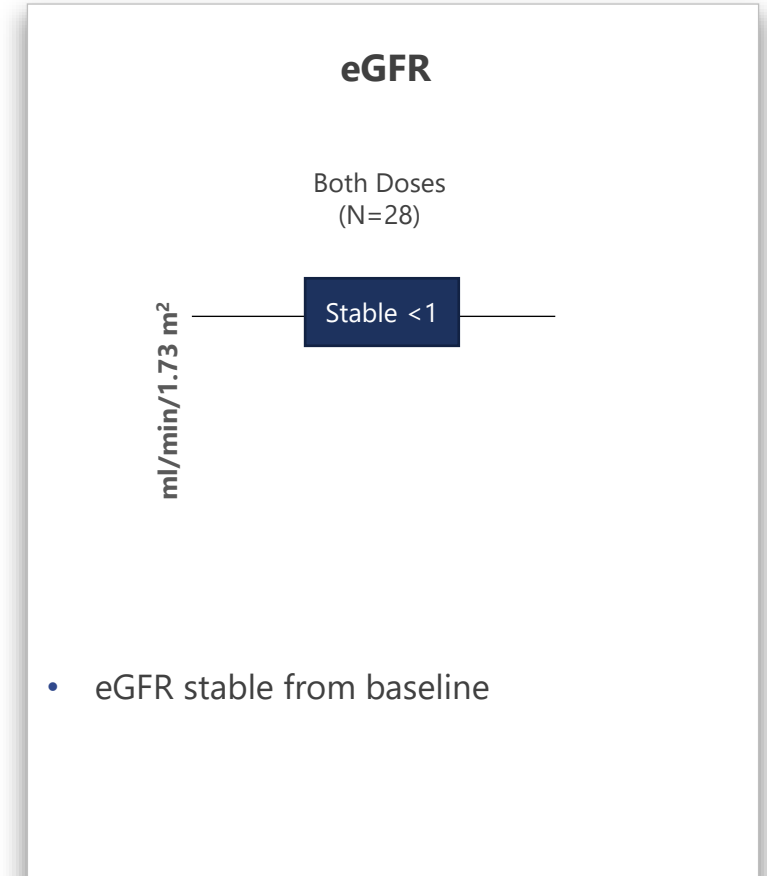 eGFR
Both Doses
(N=28)
Stable <1
ml/min/1.73 m²
• eGFR stable from baseline